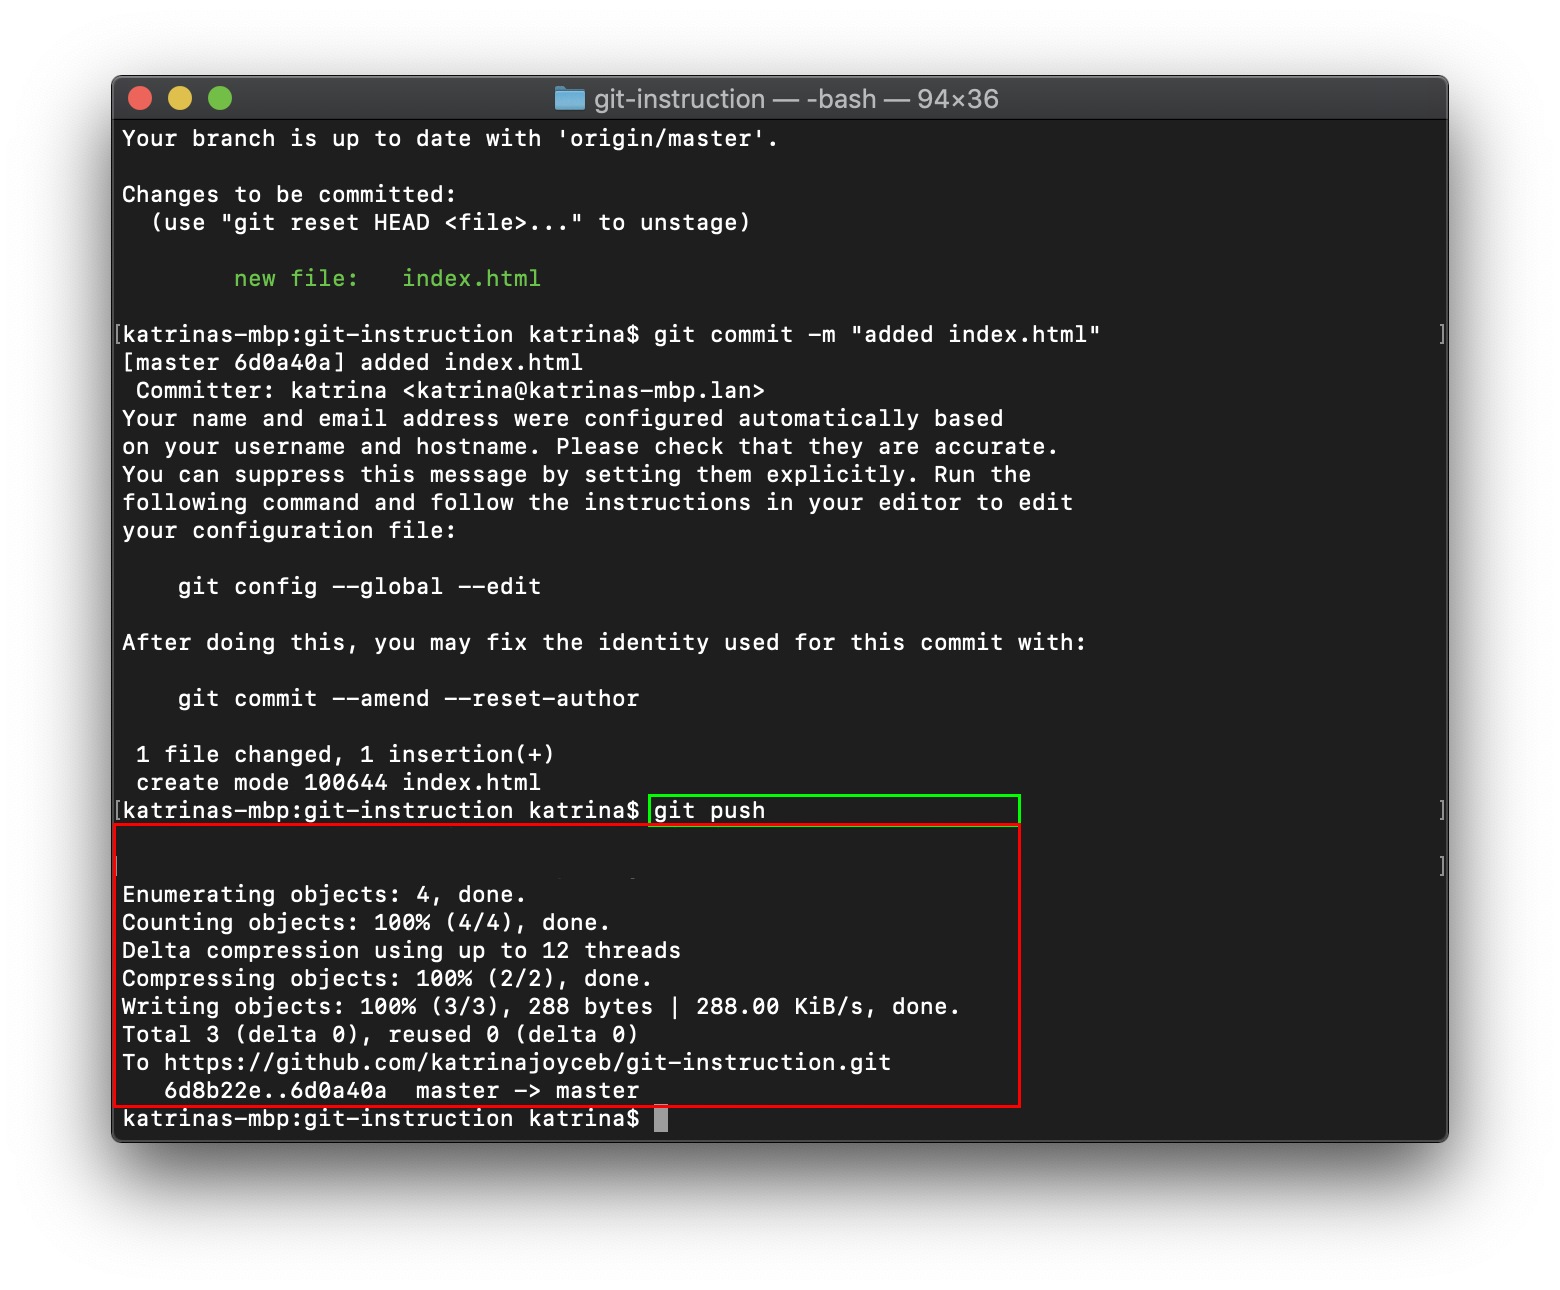 git-instruction — -bash — 94×36
Your branch is up to date with 'origin/master'.
Changes to be committed:
  (use "git reset HEAD <file>..." to unstage)
        new file:   index.html
[katrinas-mbp:git-instruction katrina$ git commit -m "added index.html" ]
[master 6d0a40a] added index.html
 Committer: katrina <katrina@katrinas-mbp.lan>
Your name and email address were configured automatically based
on your username and hostname. Please check that they are accurate.
You can suppress this message by setting them explicitly. Run the
following command and follow the instructions in your editor to edit
your configuration file:
    git config --global --edit
After doing this, you may fix the identity used for this commit with:
    git commit --amend --reset-author
 1 file changed, 1 insertion(+)
 create mode 100644 index.html
[katrinas-mbp:git-instruction katrina$ git push ]
[ ]
Enumerating objects: 4, done.
Counting objects: 100% (4/4), done.
Delta compression using up to 12 threads
Compressing objects: 100% (2/2), done.
Writing objects: 100% (3/3), 288 bytes | 288.00 KiB/s, done.
Total 3 (delta 0), reused 0 (delta 0)
To https://github.com/katrinajoyceb/git-instruction.git
   6d8b22e..6d0a40a  master -> master
katrinas-mbp:git-instruction katrina$